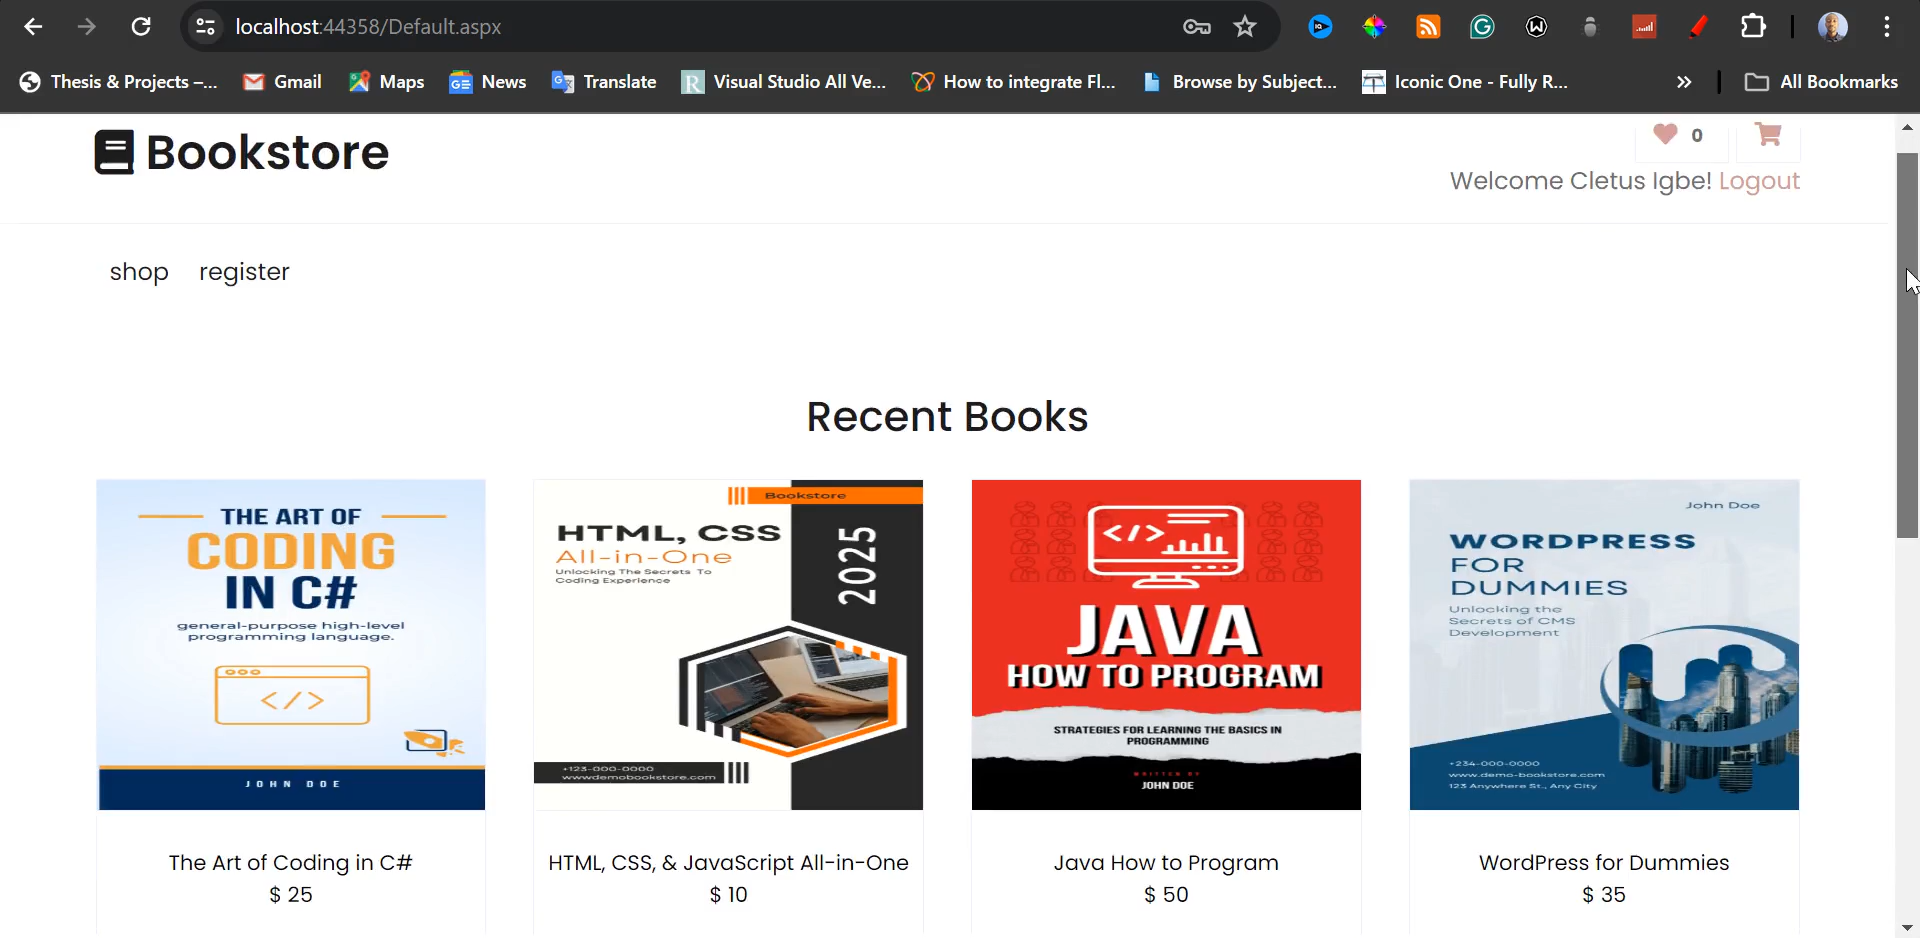 localhost:44358/Default.aspx
Thesis & Projects –...
Gmail
Maps
News
Translate
Visual Studio All Ve...
How to integrate Fl...
Browse by Subject...
Iconic One - Fully R...
»
All Bookmarks
Bookstore
0
Welcome Cletus Igbe! Logout
shop
register
Recent Books
THE ART OF
CODING
IN C#
general-purpose high-level
programming language.
</>
JOHN DOE
Bookstore
HTML, CSS
All-in-One
Unlocking The Secrets To
Coding Experience
2025
+123-000-0000
www.demobookstore.com
</>
JAVA
HOW TO PROGRAM
STRATEGIES FOR LEARNING THE BASICS IN
PROGRAMMING
WRITTEN BY
JOHN DOE
John Doe
WORDPRESS
FOR
DUMMIES
Unlocking the
Secrets of CMS
Development
+234-000-0000
www.demo-bookstore.com
123 Anywhere St., Any City
The Art of Coding in C#
$ 25
HTML, CSS, & JavaScript All-in-One
$ 10
Java How to Program
$ 50
WordPress for Dummies
$ 35